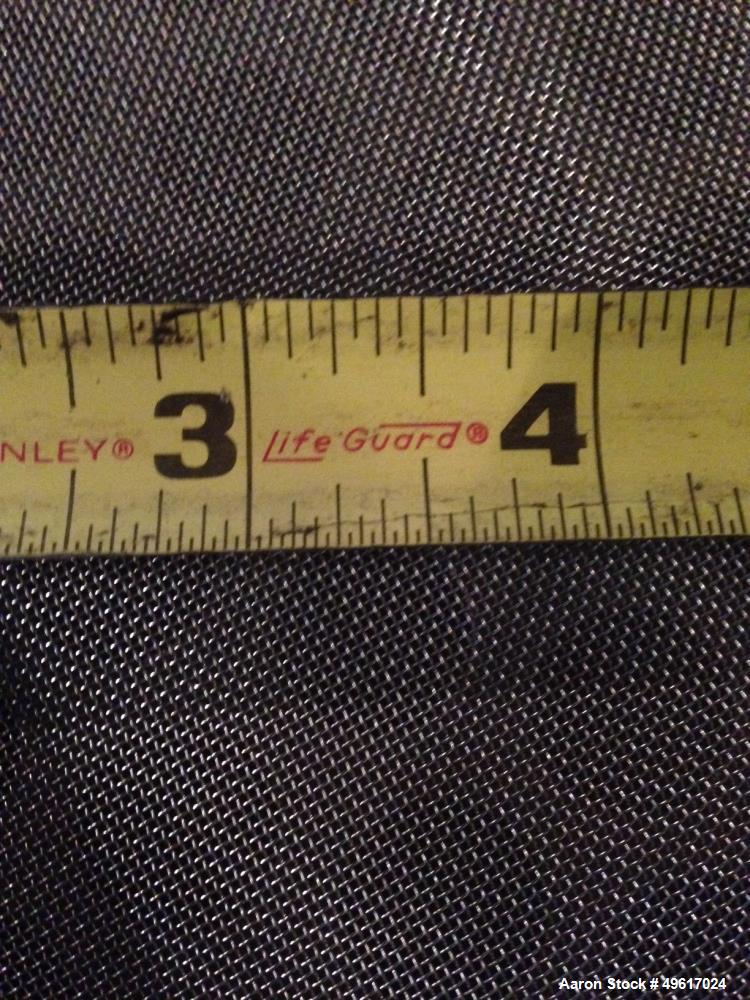 NLEY® 3 Life Guard® 4
Aaron Stock # 49617024